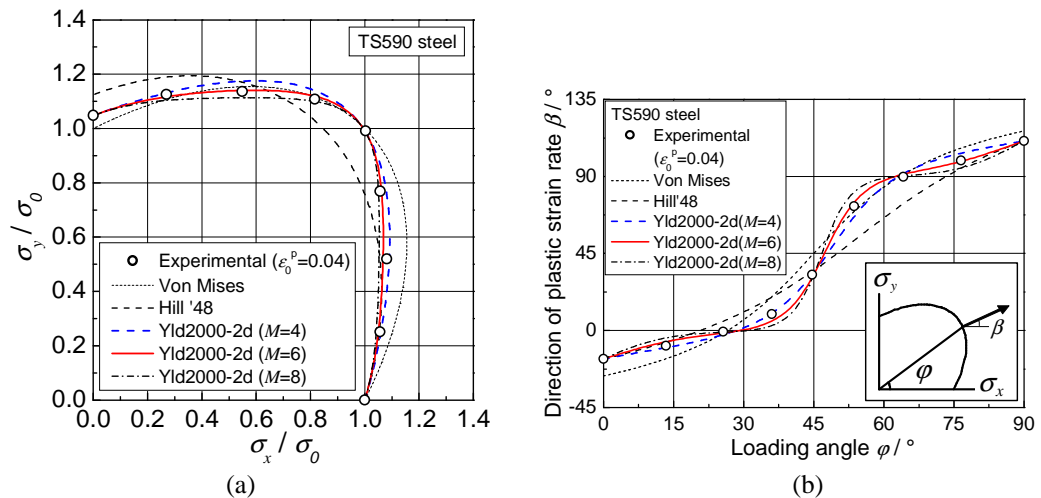 1.4
1.2
1.0
0.8
0.6
0.4
0.2
0.0
σy / σ0
TS590 steel
Experimental (ε0p=0.04)
Von Mises
Hill '48
Yld2000-2d (M=4)
Yld2000-2d (M=6)
Yld2000-2d (M=8)
0.0 0.2 0.4 0.6 0.8 1.0 1.2 1.4
σx / σ0
(a)
135
90
45
0
-45
Direction of plastic strain rate β / °
TS590 steel
Experimental
(ε0p=0.04)
Von Mises
Hill'48
Yld2000-2d(M=4)
Yld2000-2d(M=6)
Yld2000-2d(M=8)
σy
β
φ
σx
0 15 30 45 60 75 90
Loading angle φ / °
(b)